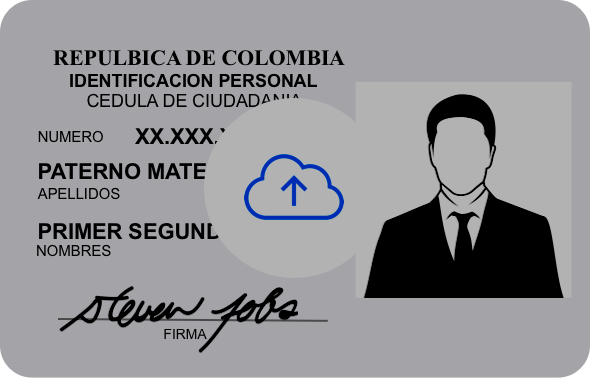 REPULBICA DE COLOMBIA
IDENTIFICACION PERSONAL
CEDULA DE CIUDADANIA
NUMERO XX.XXX.
PATERNO MATE
APELLIDOS
PRIMER SEGUND
NOMBRES
steven jobs
FIRMA